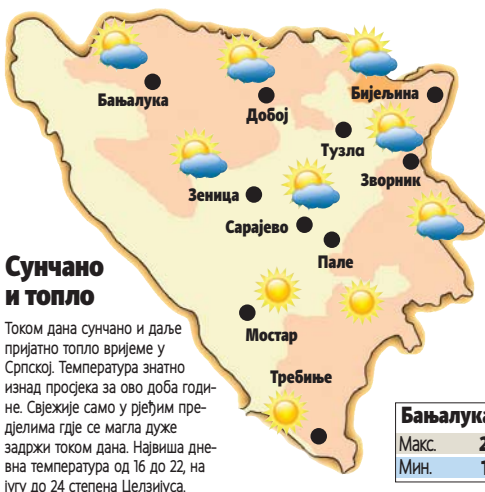 Бањалука
Добој
Бијељина
Тузла
Зворник
Зеница
Сарајево
Пале
Мостар
Требиње
Сунчано
и топло
Током дана сунчано и даље
пријатно топло вријеме у
Српској. Температура знатно
изнад просјека за ово доба годи-
не. Свјежије само у рјеђим пре-
дјелима гдје се магла дуже
задржи током дана. Највиша дне-
вна температура од 16 до 22, на
југу до 24 степена Целзијуса.
Бањалука
Макс.
Мин.